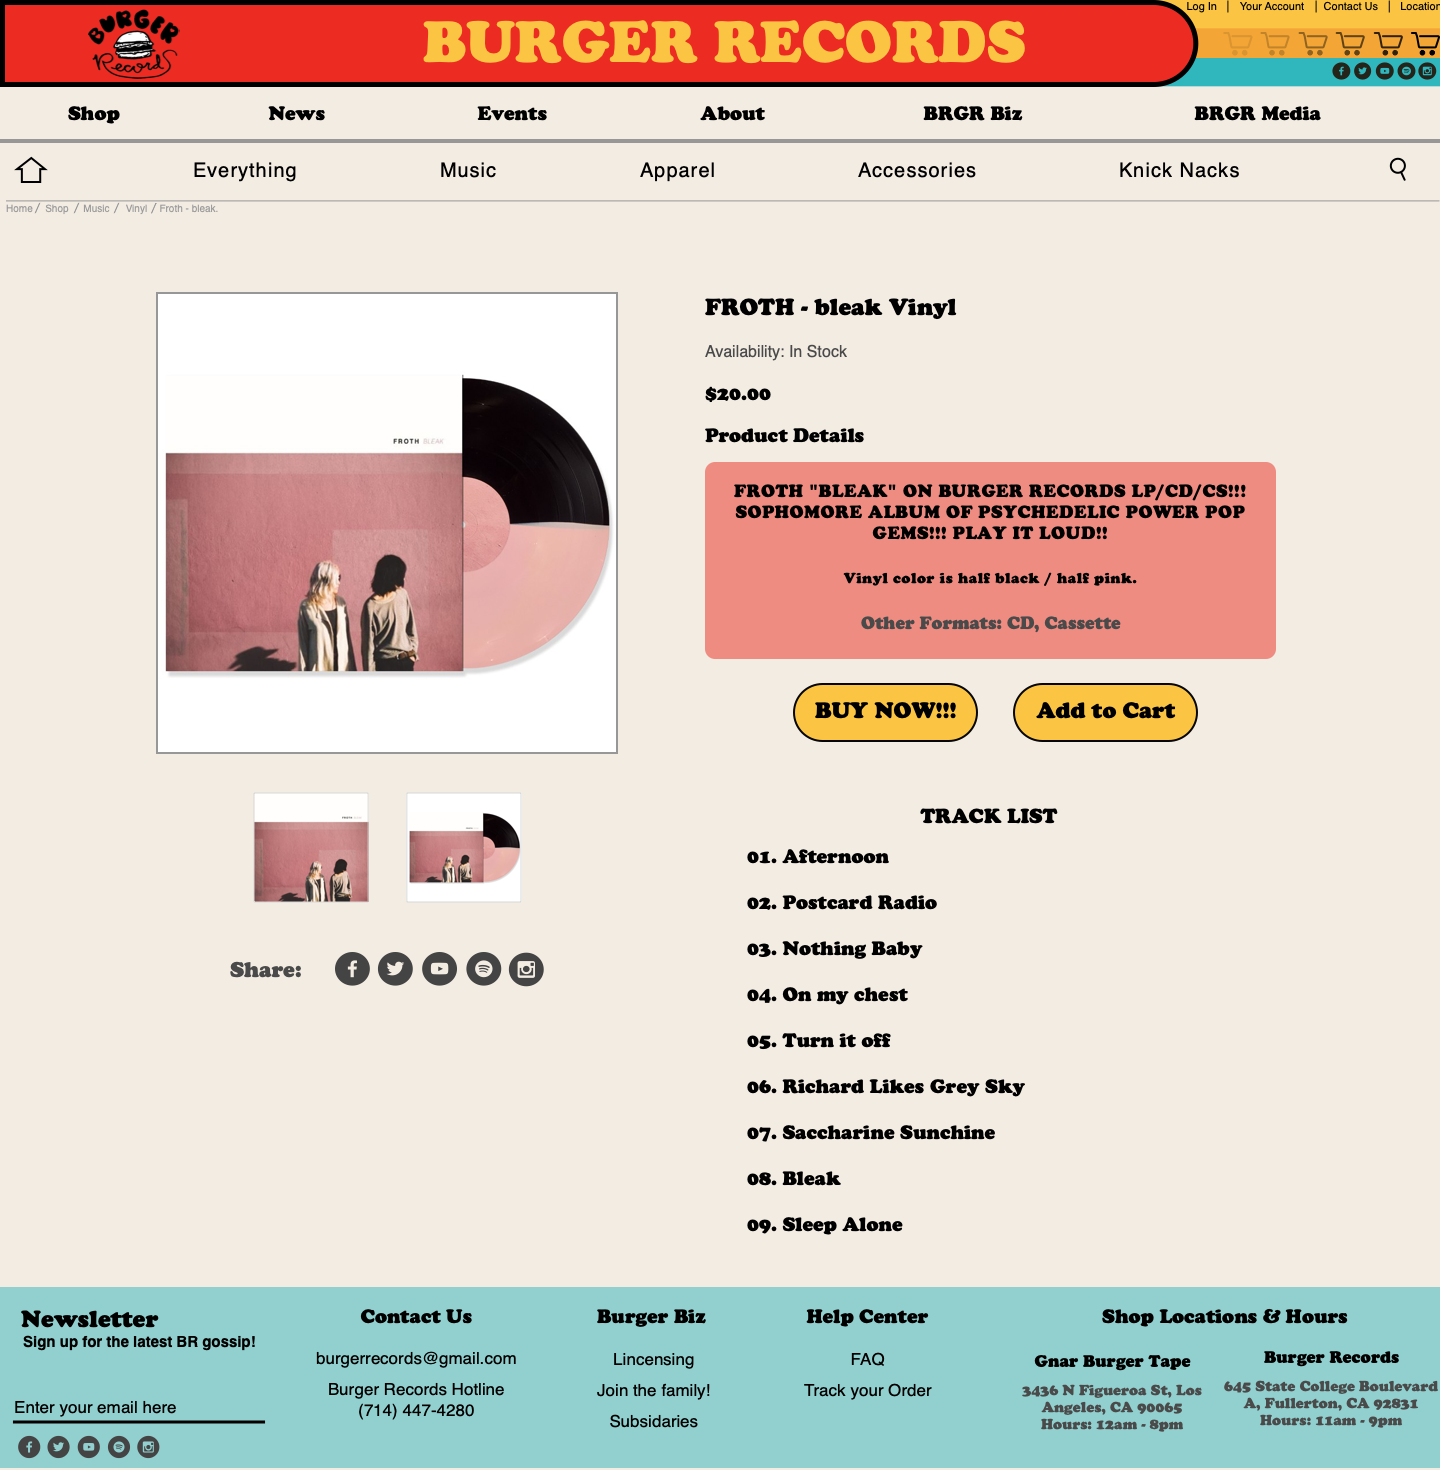 BURGER
Records
BURGER RECORDS
Log In | Your Account | Contact Us | Location
Shop News Events About BRGR Biz BRGR Media
Everything Music Apparel Accessories Knick Nacks
Home / Shop / Music / Vinyl / Froth - bleak.
FROTH BLEAK
FROTH - bleak Vinyl
Availability: In Stock
$20.00
Product Details
FROTH "BLEAK" ON BURGER RECORDS LP/CD/CS!!!
SOPHOMORE ALBUM OF PSYCHEDELIC POWER POP
GEMS!!! PLAY IT LOUD!!
Vinyl color is half black / half pink.
Other Formats: CD, Cassette
BUY NOW!!! Add to Cart
Share:
TRACK LIST
01. Afternoon
02. Postcard Radio
03. Nothing Baby
04. On my chest
05. Turn it off
06. Richard Likes Grey Sky
07. Saccharine Sunchine
08. Bleak
09. Sleep Alone
Newsletter
Sign up for the latest BR gossip!
Enter your email here
Contact Us
burgerrecords@gmail.com
Burger Records Hotline
(714) 447-4280
Burger Biz
Lincensing
Join the family!
Subsidaries
Help Center
FAQ
Track your Order
Shop Locations & Hours
Gnar Burger Tape
3436 N Figueroa St, Los
Angeles, CA 90065
Hours: 12am - 8pm
Burger Records
645 State College Boulevard
A, Fullerton, CA 92831
Hours: 11am - 9pm